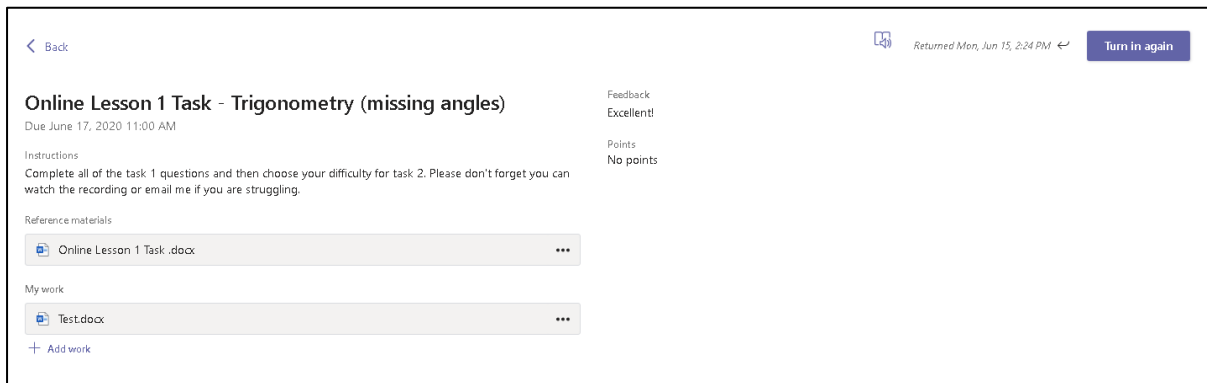 Back
Returned Mon, Jun 15, 2:24 PM
Turn in again
Online Lesson 1 Task - Trigonometry (missing angles)
Due June 17, 2020 11:00 AM
Instructions
Complete all of the task 1 questions and then choose your difficulty for task 2. Please don't forget you can
watch the recording or email me if you are struggling.
Reference materials
Online Lesson 1 Task .docx
My work
Test.docx
Add work
Feedback
Excellent!
Points
No points